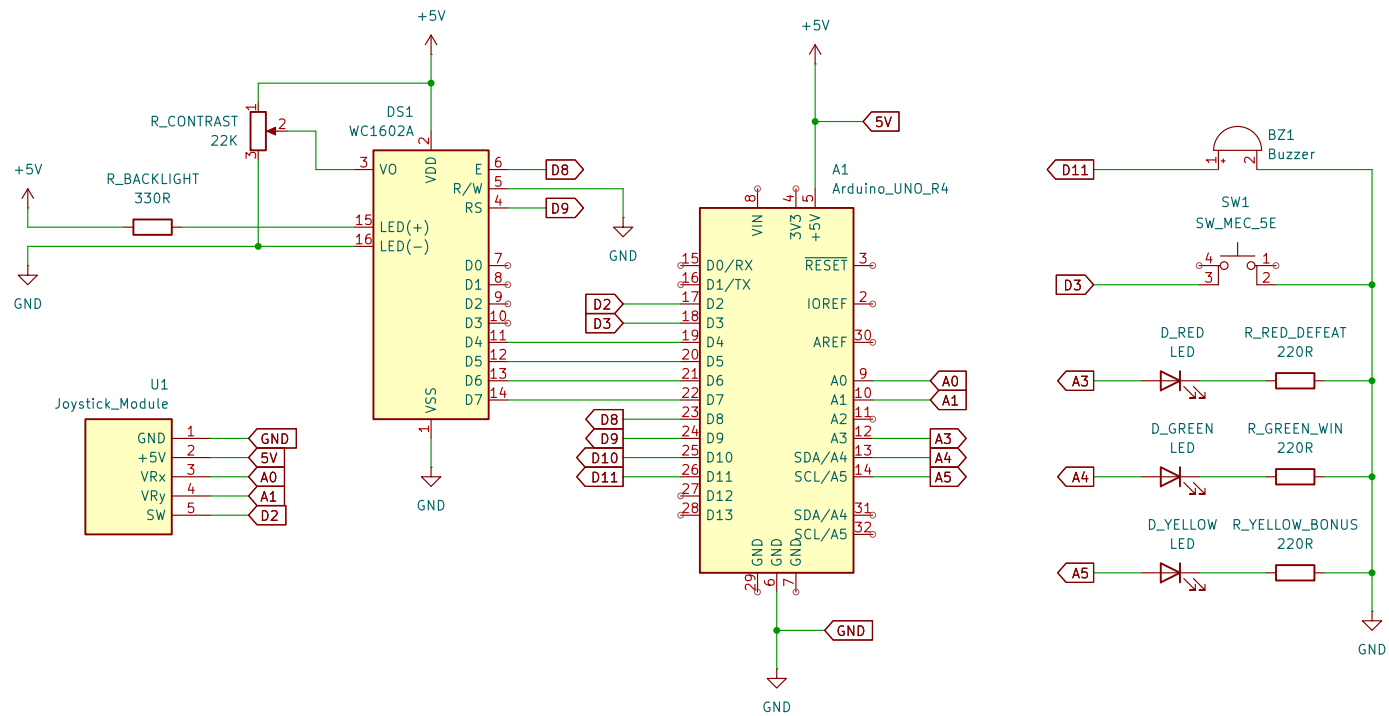 +5V
R_CONTRAST
22K
1
2
3
+5V
R_BACKLIGHT
330R
GND
DS1
WC1602A
2
VDD
3 VO
15 LED(+)
16 LED(-)
E 6 D8
R/W 5
RS 4 D9
GND
D0 7
D1 8
D2 9
D3 10
D4 11
D5 12
D6 13
D7 14
VSS
1
GND
U1
Joystick_Module
GND 1 GND
+5V 2 5V
VRx 3 A0
VRy 4 A1
SW 5 D2
+5V
5V
A1
Arduino_UNO_R4
8 4 5
VIN 3V3 +5V
15 D0/RX
16 D1/TX
D2 17 D2
D3 18 D3
19 D4
20 D5
21 D6
22 D7
D8 23 D8
D9 24 D9
D10 25 D10
D11 26 D11
27 D12
28 D13
RESET 3
IOREF 2
AREF 30
A0 9 A0
A1 10 A1
A2 11
A3 12 A3
SDA/A4 13 A4
SCL/A5 14 A5
SDA/A4 31
SCL/A5 32
GND GND GND
29 6 7
GND
GND
BZ1
Buzzer
D11
1 + 2
SW1
SW_MEC_5E
4 1
D3 3 2
D_RED
LED
R_RED_DEFEAT
220R
A3
D_GREEN
LED
R_GREEN_WIN
220R
A4
D_YELLOW
LED
R_YELLOW_BONUS
220R
A5
GND